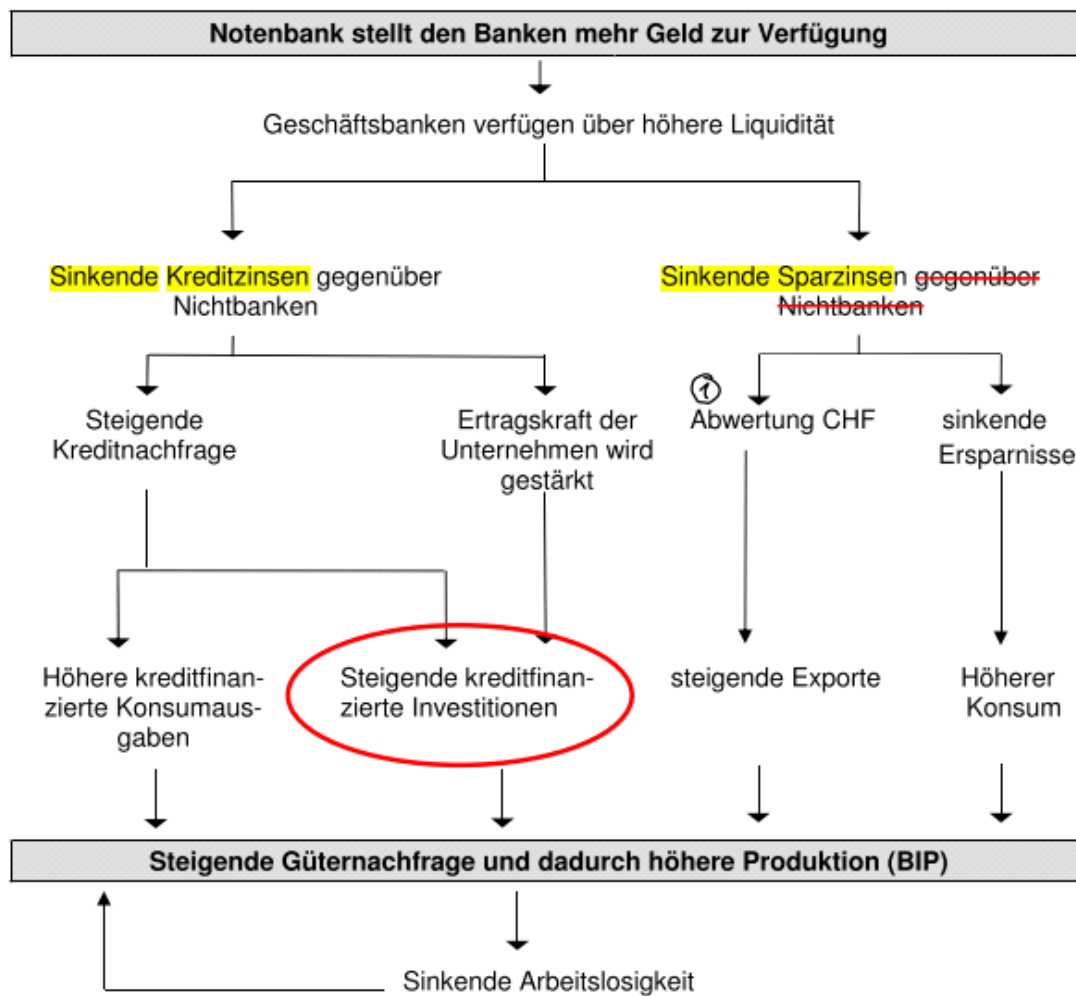 Notenbank stellt den Banken mehr Geld zur Verfügung
Geschäftsbanken verfügen über höhere Liquidität
Sinkende Kreditzinsen gegenüber
Nichtbanken
Sinkende Sparzinsen gegenüber
Nichtbanken
Steigende
Kreditnachfrage
Ertragskraft der
Unternehmen wird
gestärkt
1
Abwertung CHF
sinkende
Ersparnisse
Höhere kreditfinan-
zierte Konsumaus-
gaben
Steigende kreditfinan-
zierte Investitionen
steigende Exporte
Höherer
Konsum
Steigende Güternachfrage und dadurch höhere Produktion (BIP)
Sinkende Arbeitslosigkeit